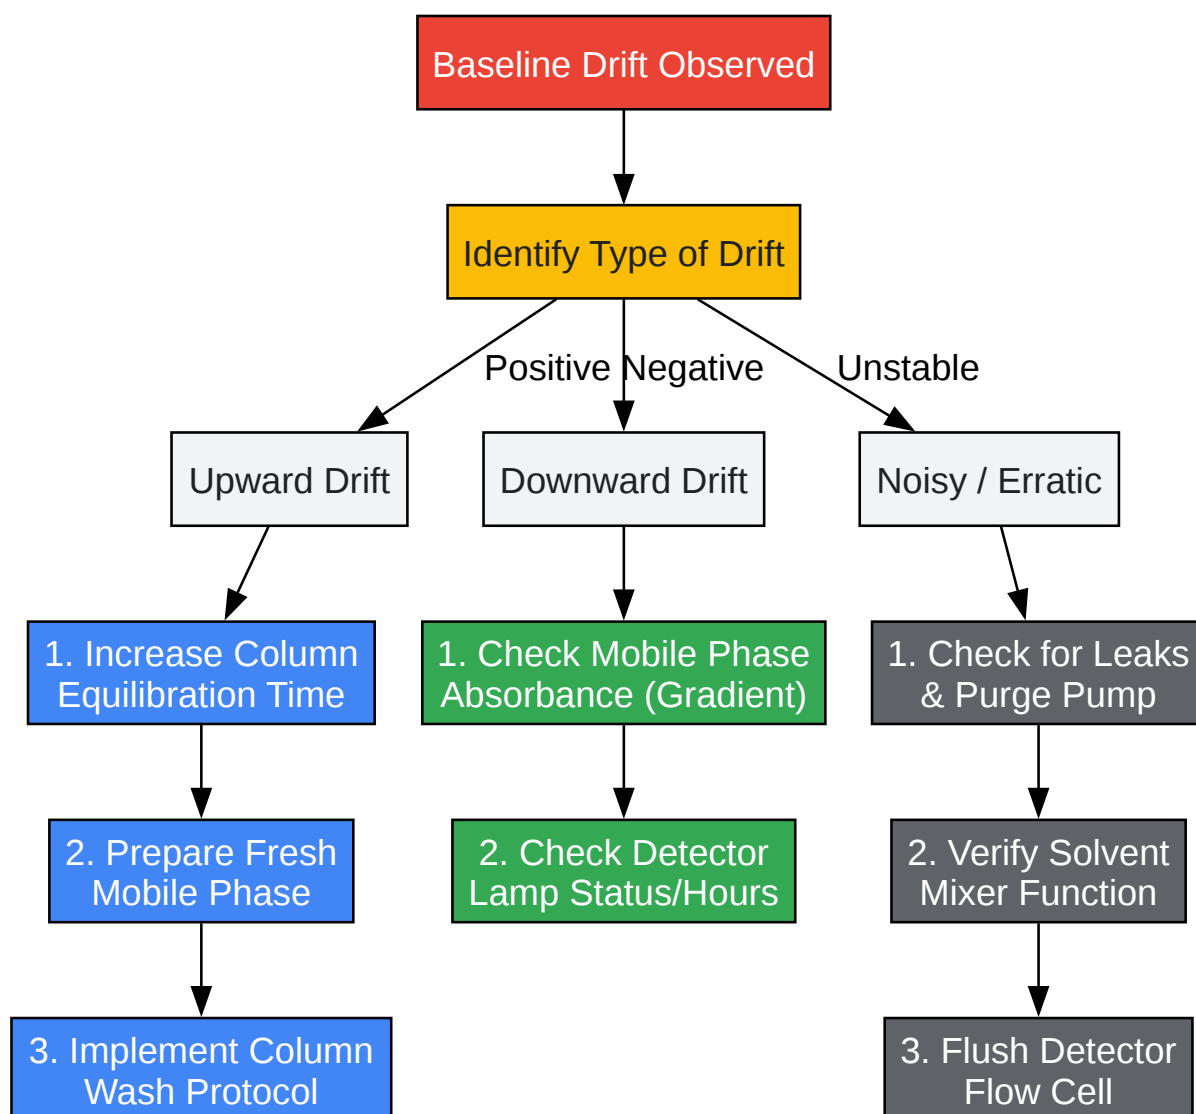 Baseline Drift Observed
Identify Type of Drift
Positive
Negative
Unstable
Upward Drift
Downward Drift
Noisy / Erratic
1. Increase Column
Equilibration Time
1. Check Mobile Phase
Absorbance (Gradient)
1. Check for Leaks
& Purge Pump
2. Prepare Fresh
Mobile Phase
2. Check Detector
Lamp Status/Hours
2. Verify Solvent
Mixer Function
3. Implement Column
Wash Protocol
3. Flush Detector
Flow Cell